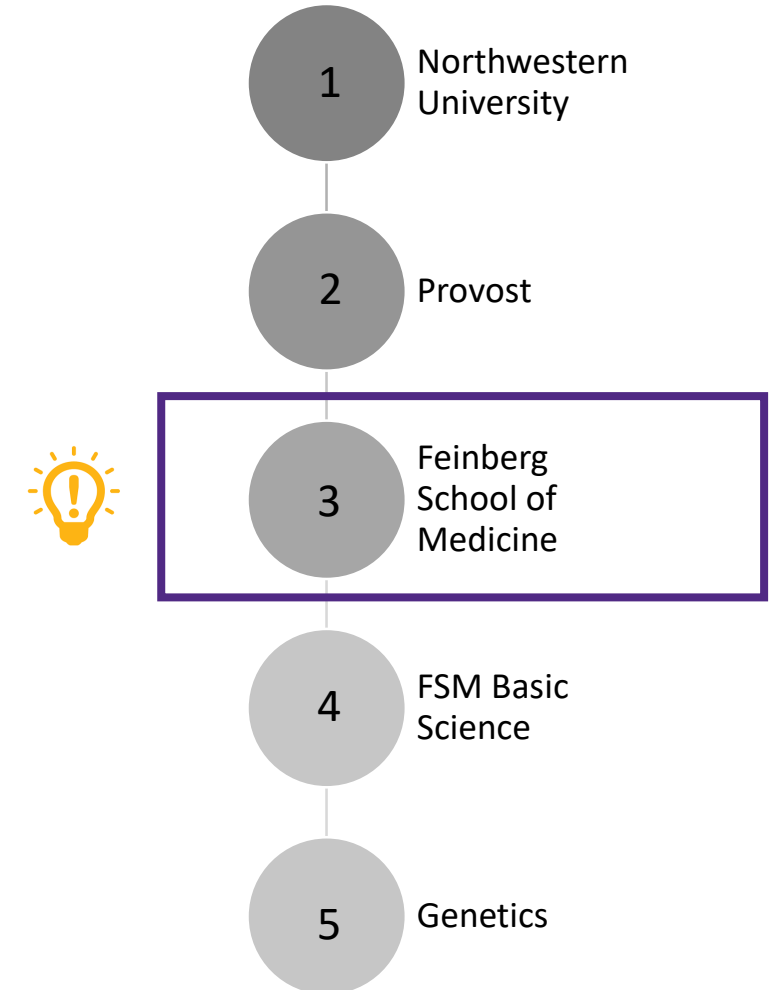 1
Northwestern
University
2
Provost
3
Feinberg
School of
Medicine
4
FSM Basic
Science
5
Genetics